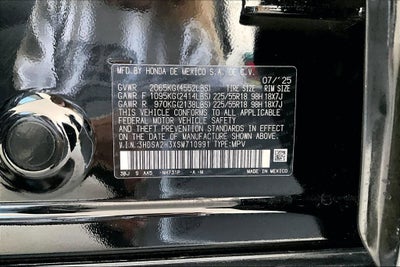 MFD. BY HONDA DE MEXICO S.A. DE C.V.
07/'25
GVWR 2065KG(4552LBS) TIRE SIZE RIM SIZE
GAWR F 1095KG(2414LBS) 225/55R18 98H 18X7J
GAWR R 970KG(2138LBS) 225/55R18 98H 18X7J
THIS VEHICLE CONFORMS TO ALL APPLICABLE
FEDERAL MOTOR VEHICLE SAFETY AND BUMPER
STANDARDS IN EFFECT ON THE DATE OF
MANUFACTURE SHOWN ABOVE.
V.I.N.:3HDSA2H3XSW710991 TYPE:MPV
NH731P -A-M
MADE IN MEXICO